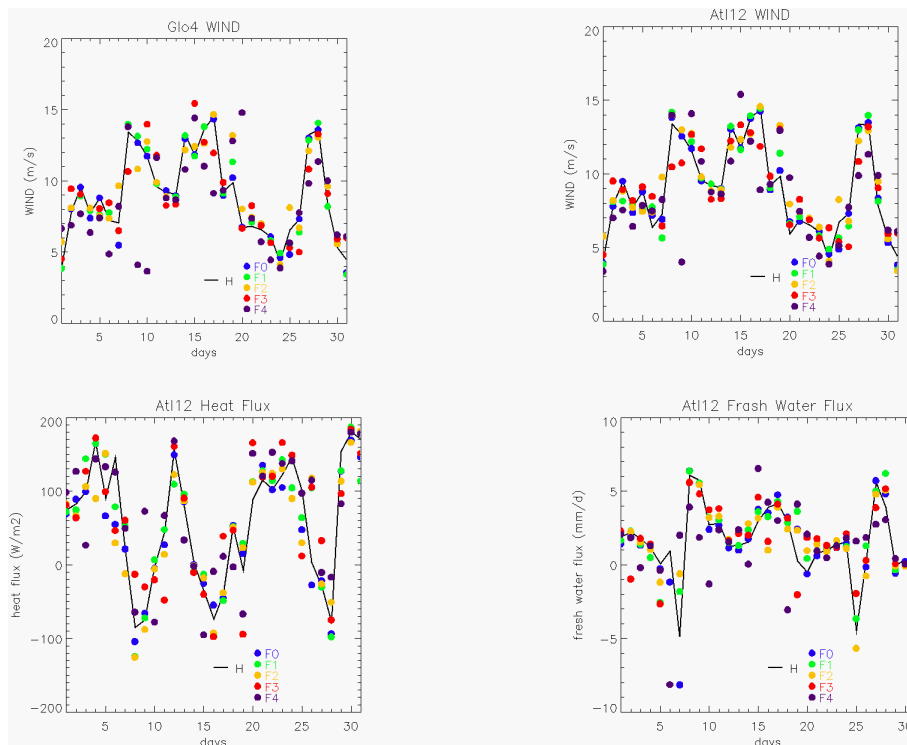 Glo4 WIND
20
15
10
5
0
WIND (m/s)
H
F0
F1
F2
F3
F4
5 10 15 20 25 30
days
Atl12 WIND
20
15
10
5
0
WIND (m/s)
H
F0
F1
F2
F3
F4
5 10 15 20 25 30
days
Atl12 Heat Flux
200
100
0
-100
-200
heat flux (W/m2)
H
F0
F1
F2
F3
F4
5 10 15 20 25 30
days
Atl12 Frash Water Flux
10
5
0
-5
-10
fresh water flux (mm/d)
H
F0
F1
F2
F3
F4
5 10 15 20 25 30
days